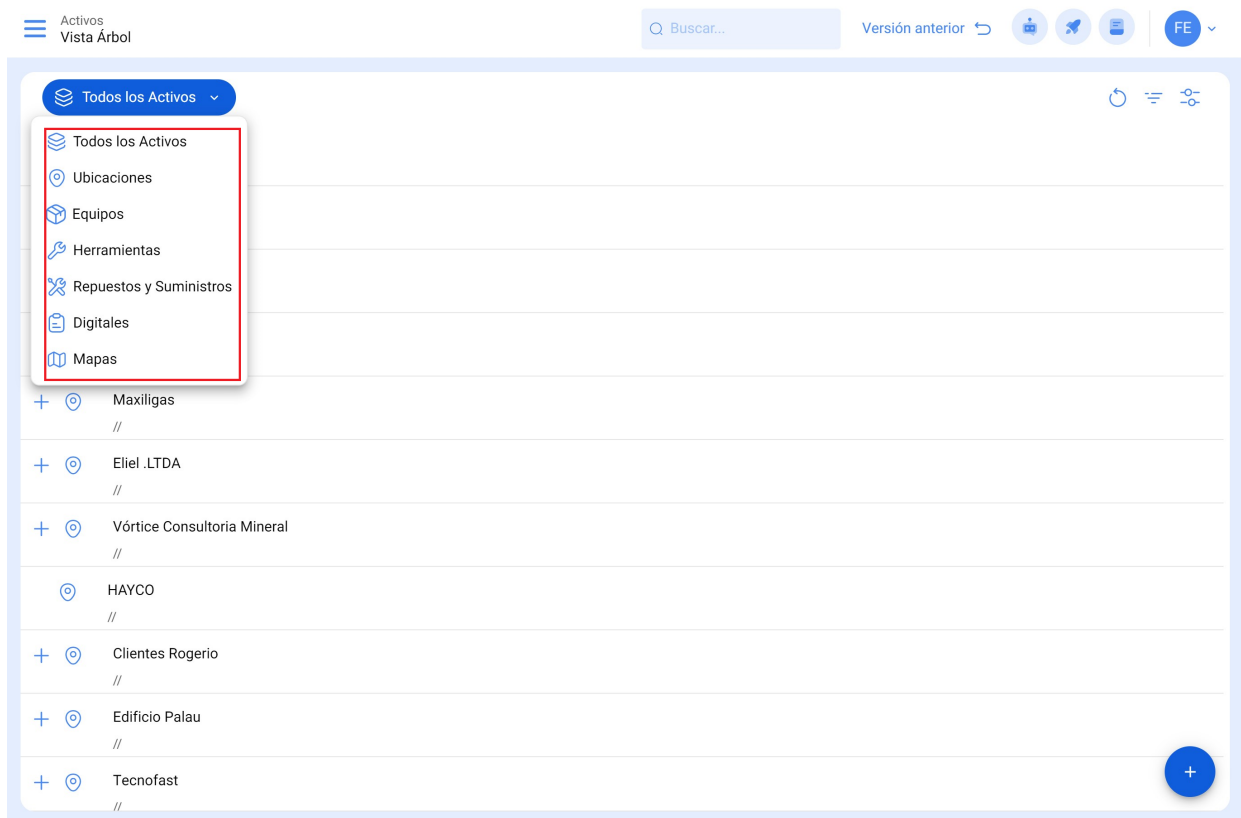 Activos
Vista Árbol
Buscar...
Versión anterior
FE
Todos los Activos
Todos los Activos
Ubicaciones
Equipos
Herramientas
Repuestos y Suministros
Digitales
Mapas
Maxiligas
//
Eliel .LTDA
//
Vórtice Consultoria Mineral
//
HAYCO
//
Clientes Rogerio
//
Edificio Palau
//
Tecnofast
//